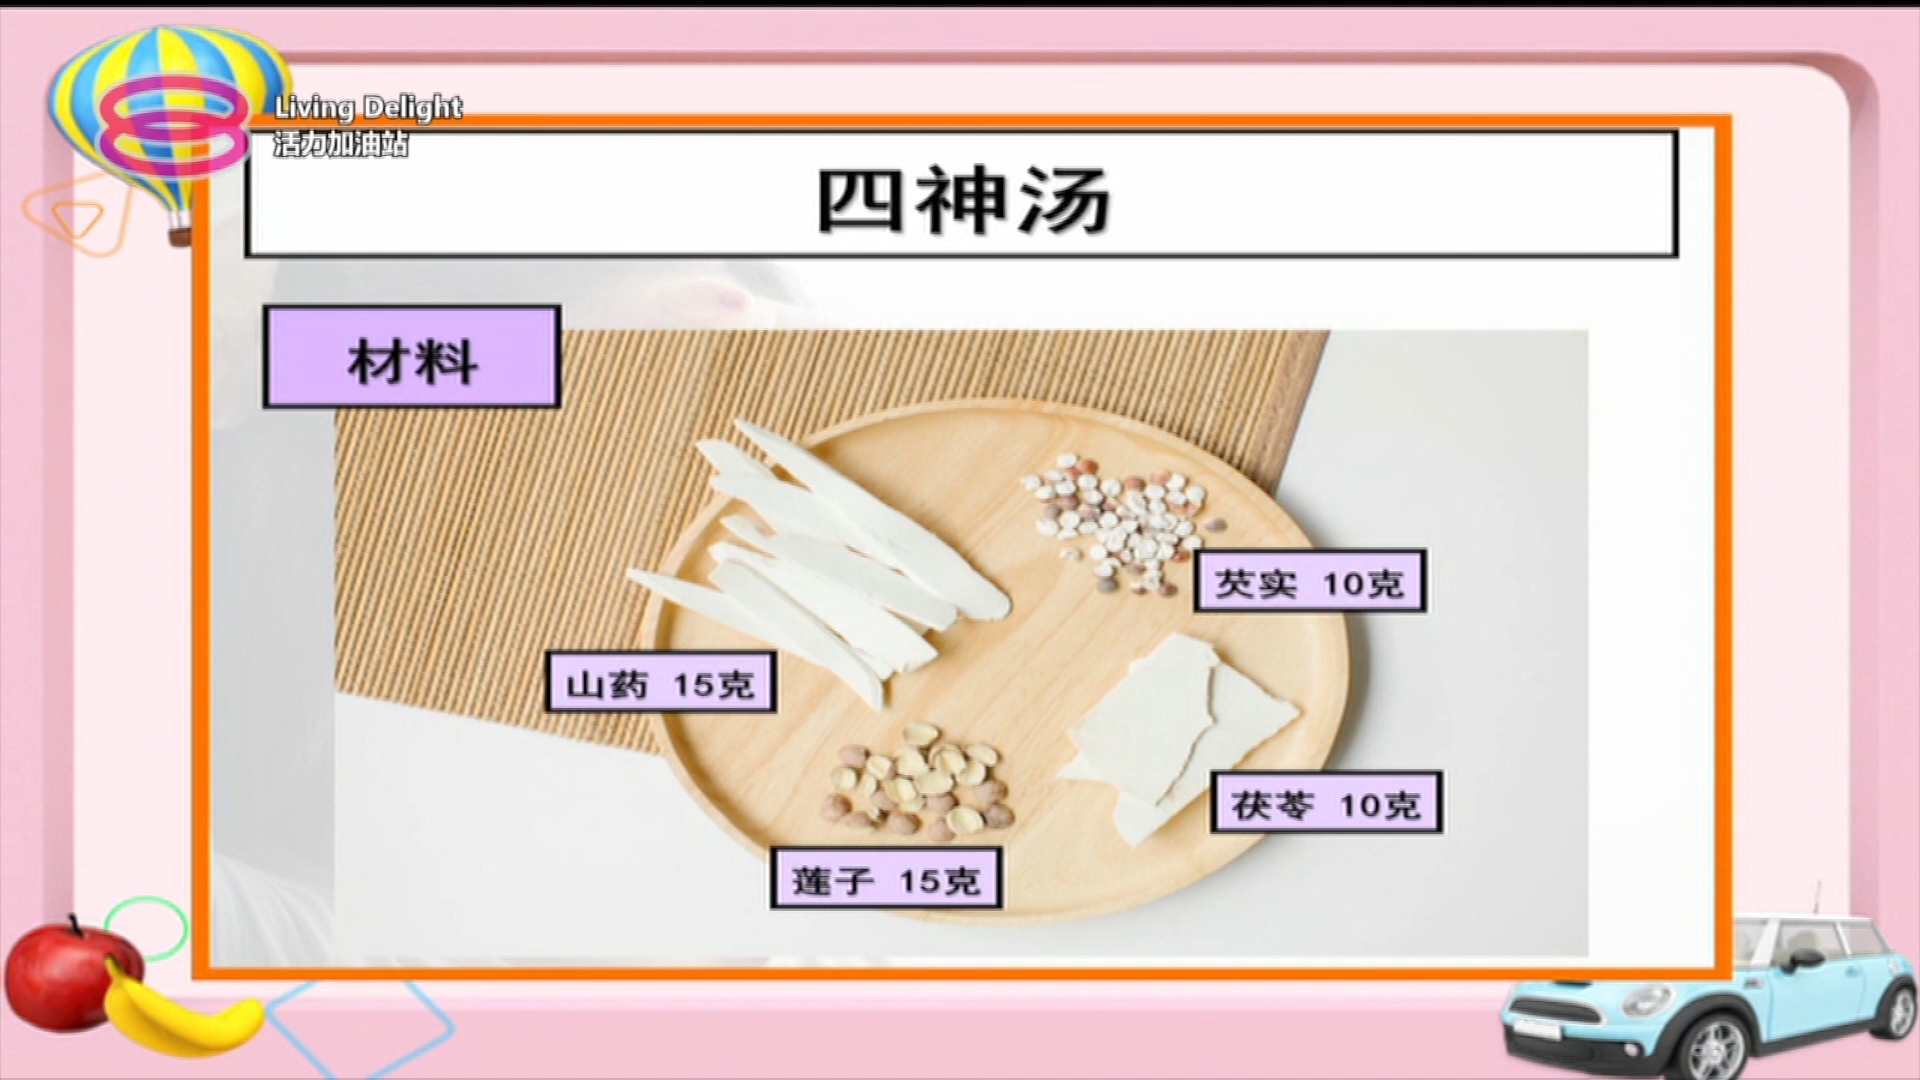 Living Delight
活力加油站
四神汤
材料
芡实 10克
山药 15克
茯苓 10克
莲子 15克